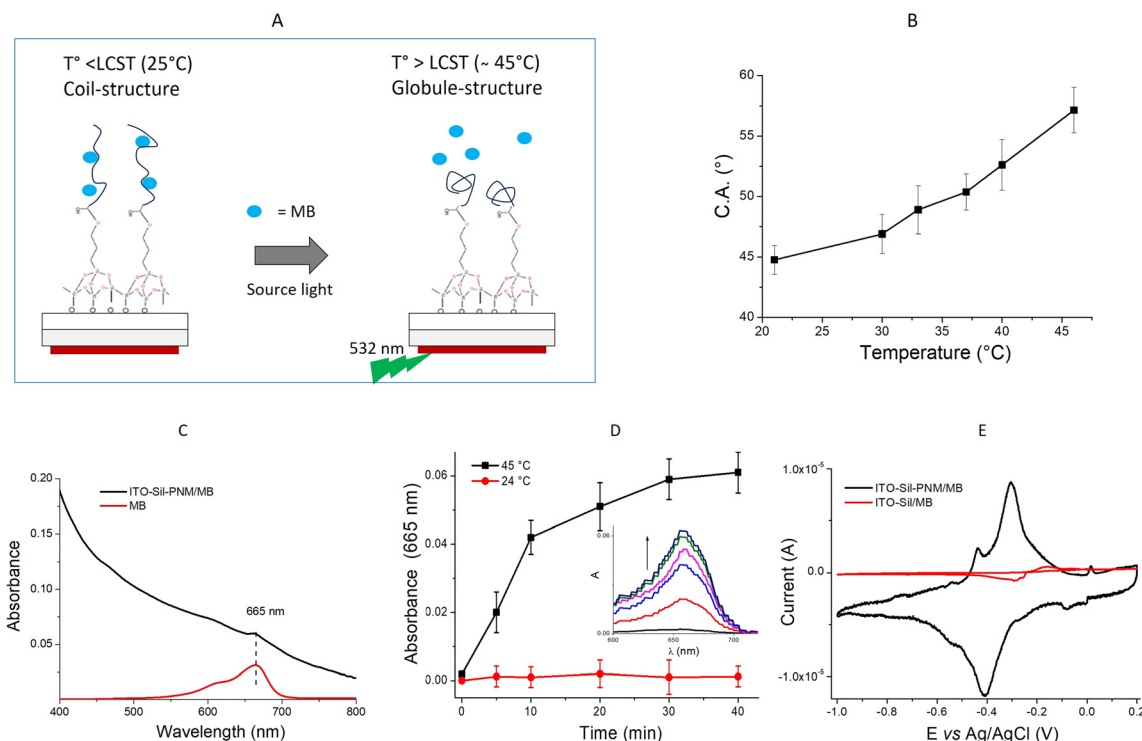 A
T° <LCST (25°C)
Coil-structure
T° > LCST (~ 45°C)
Globule-structure
= MB
Source light
532 nm
B
60
55
50
45
40
C.A. (°)
20 25 30 35 40 45
Temperature (°C)
C
0.20
0.15
0.10
0.05
Absorbance
ITO-Sil-PNM/MB
MB
665 nm
400 500 600 700 800
Wavelength (nm)
D
0.06
0.04
0.02
0.00
Absorbance (665 nm)
45 °C
24 °C
0.06
0.00
A
600 650 700
λ (nm)
0 10 20 30 40
Time (min)
E
1.0x10-5
0.0
-1.0x10-5
Current (A)
ITO-Sil-PNM/MB
ITO-Sil/MB
-1.0 -0.8 -0.6 -0.4 -0.2 0.0 0.2
E vs Ag/AgCl (V)